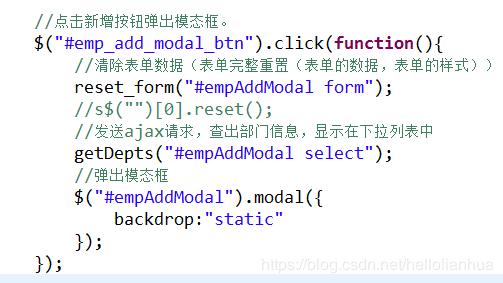 //点击新增按钮弹出模态框。
$("#emp_add_modal_btn").click(function(){
//清除表单数据（表单完整重置（表单的数据，表单的样式））
reset_form("#empAddModal form");
//s$("")[0].reset();
//发送ajax请求，查出部门信息，显示在下拉列表中
getDepts("#empAddModal select");
//弹出模态框
$("#empAddModal").modal({
backdrop:"static"
});
});
https://blog.csdn.net/hellolianhua